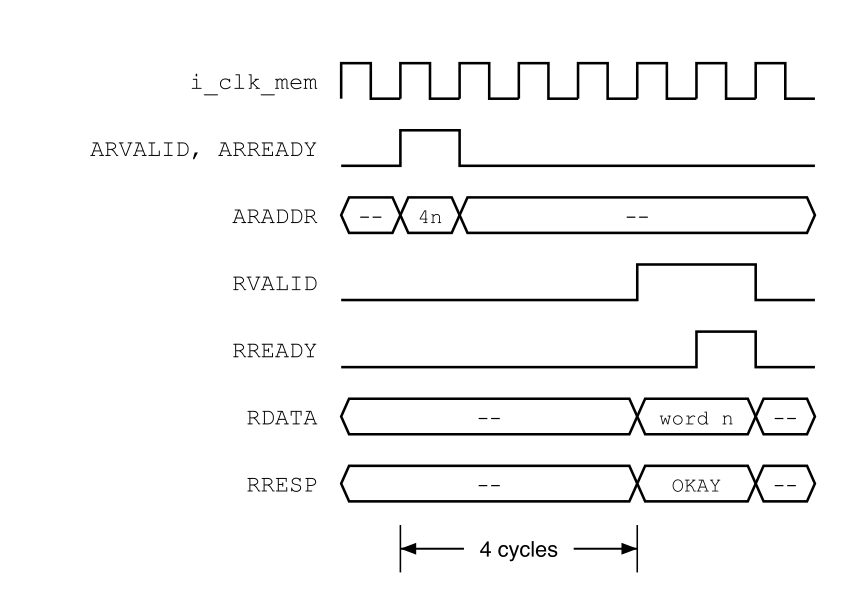 i_clk_mem
ARVALID, ARREADY
ARADDR -- 4n --
RVALID
RREADY
RDATA -- word n --
RRESP -- OKAY --
4 cycles